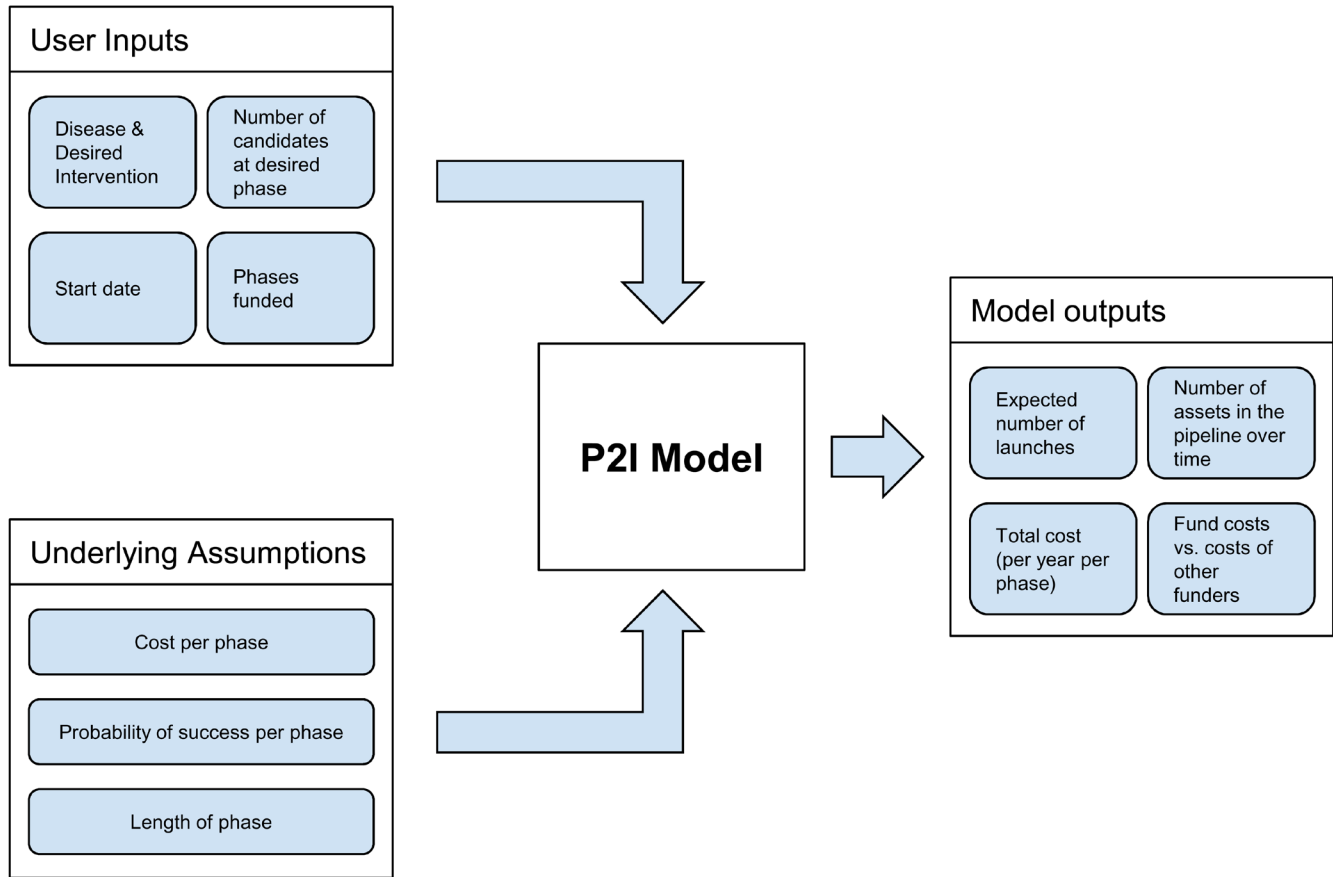 User Inputs
Disease &
Desired
Intervention
Number of
candidates
at desired
phase
Start date
Phases
funded
Underlying Assumptions
Cost per phase
Probability of success per phase
Length of phase
P2I Model
Model outputs
Expected
number of
launches
Number of
assets in the
pipeline over
time
Total cost
(per year per
phase)
Fund costs
vs. costs of
other
funders